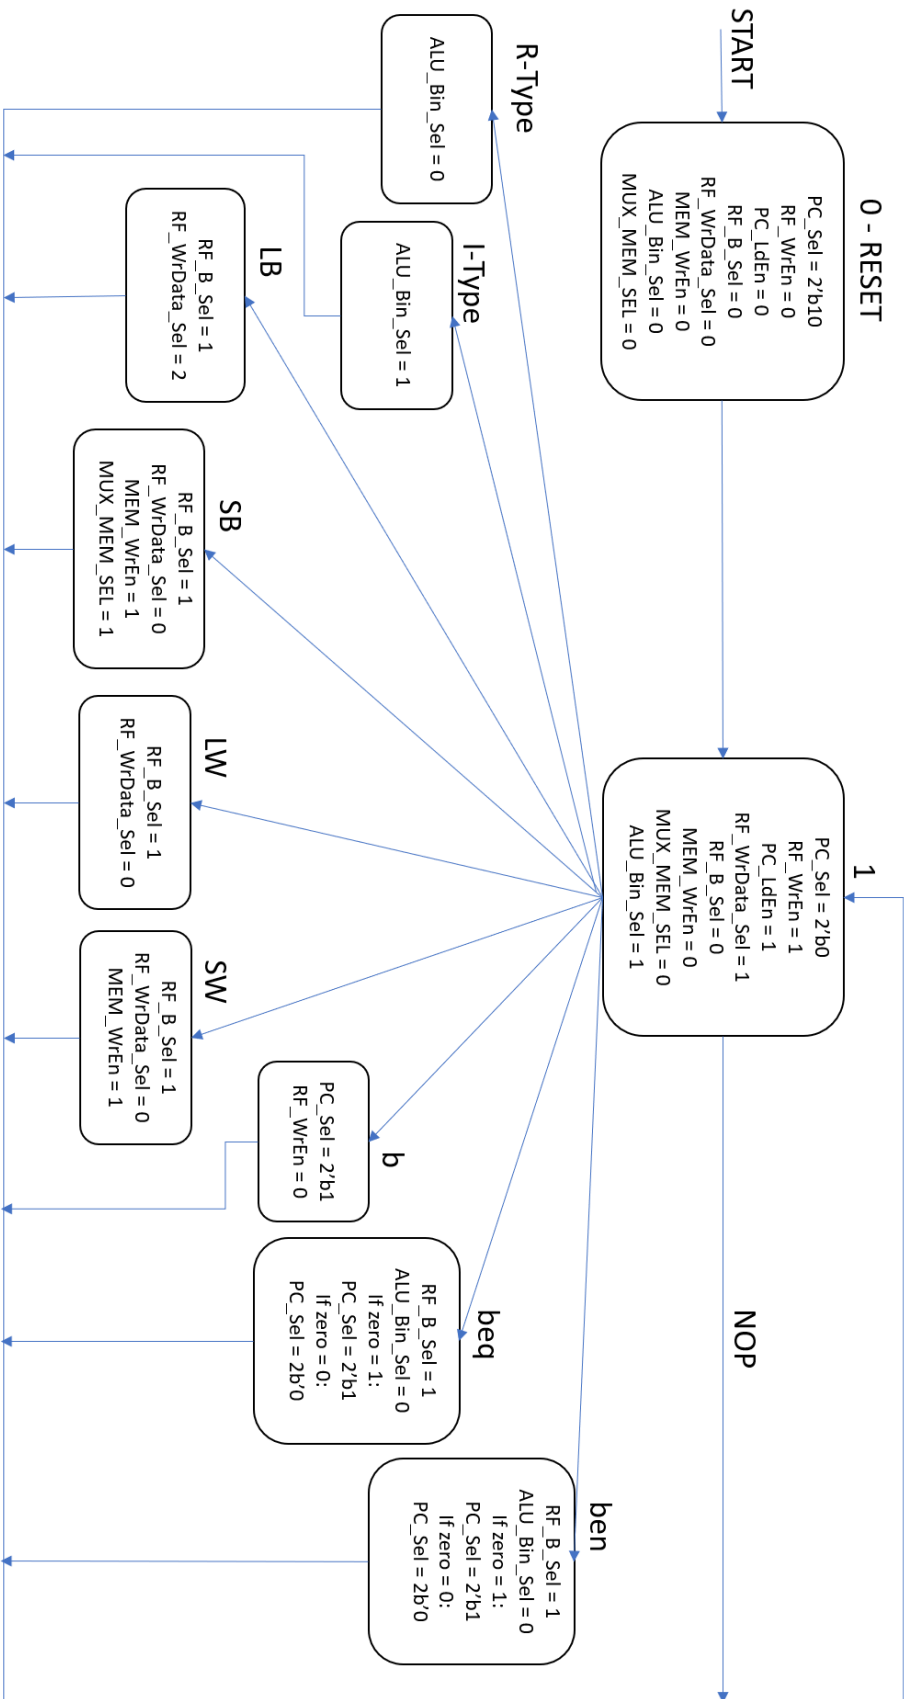 START
0 - RESET
PC_Sel = 2'b10
RF_WrEn = 0
PC_LdEn = 0
RF_B_Sel = 0
RF_WrData_Sel = 0
MEM_WrEn = 0
ALU_Bin_Sel = 0
MUX_MEM_SEL = 0
1
PC_Sel = 2'b0
RF_WrEn = 1
PC_LdEn = 1
RF_WrData_Sel = 1
RF_B_Sel = 0
MEM_WrEn = 0
MUX_MEM_SEL = 0
ALU_Bin_Sel = 1
NOP
R-Type
ALU_Bin_Sel = 0
I-Type
ALU_Bin_Sel = 1
LB
RF_B_Sel = 1
RF_WrData_Sel = 2
SB
RF_B_Sel = 1
RF_WrData_Sel = 0
MEM_WrEn = 1
MUX_MEM_SEL = 1
LW
RF_B_Sel = 1
RF_WrData_Sel = 0
SW
RF_B_Sel = 1
RF_WrData_Sel = 0
MEM_WrEn = 1
b
PC_Sel = 2'b1
RF_WrEn = 0
beq
RF_B_Sel = 1
ALU_Bin_Sel = 0
If zero = 1:
PC_Sel = 2'b1
If zero = 0:
PC_Sel = 2b'0
ben
RF_B_Sel = 1
ALU_Bin_Sel = 0
If zero = 1:
PC_Sel = 2'b1
If zero = 0:
PC_Sel = 2b'0